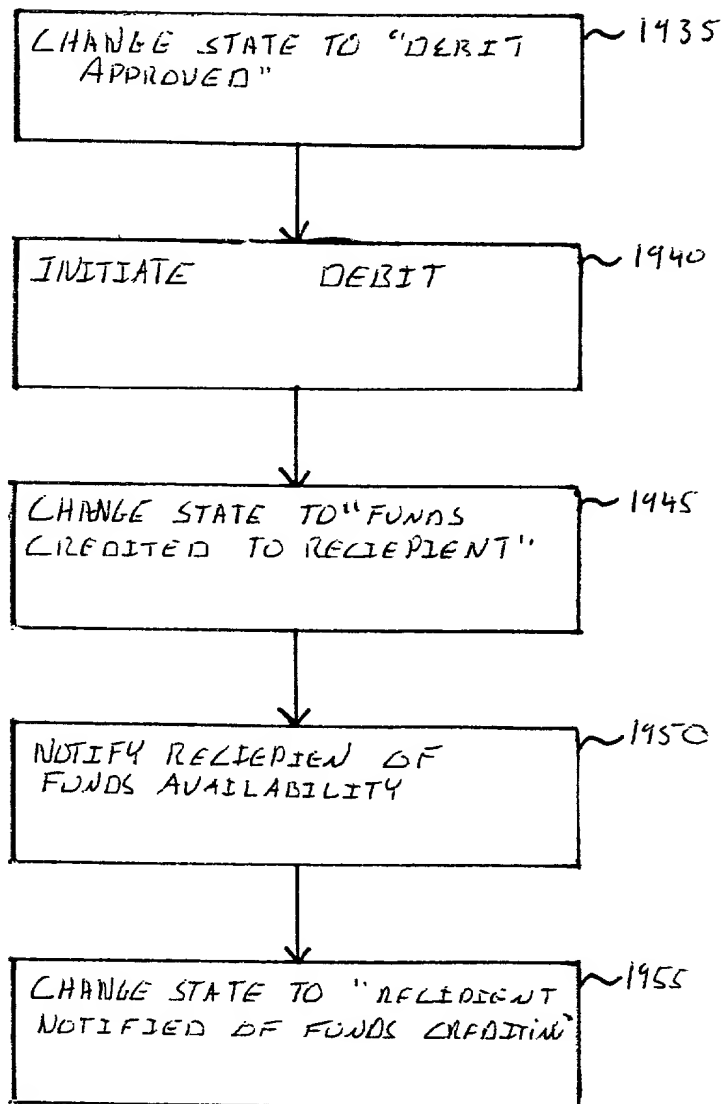 CHANGE STATE TO "DEBIT
APPROVED"
1935
INITIATE DEBIT
1940
CHANGE STATE TO "FUNDS
CREDITED TO RECIEPIENT"
1945
NOTIFY RECIEPIEN OF
FUNDS AVAILABILITY
1950
CHANGE STATE TO "RECIPIENT
NOTIFIED OF FUNDS CREDITIN"
1955